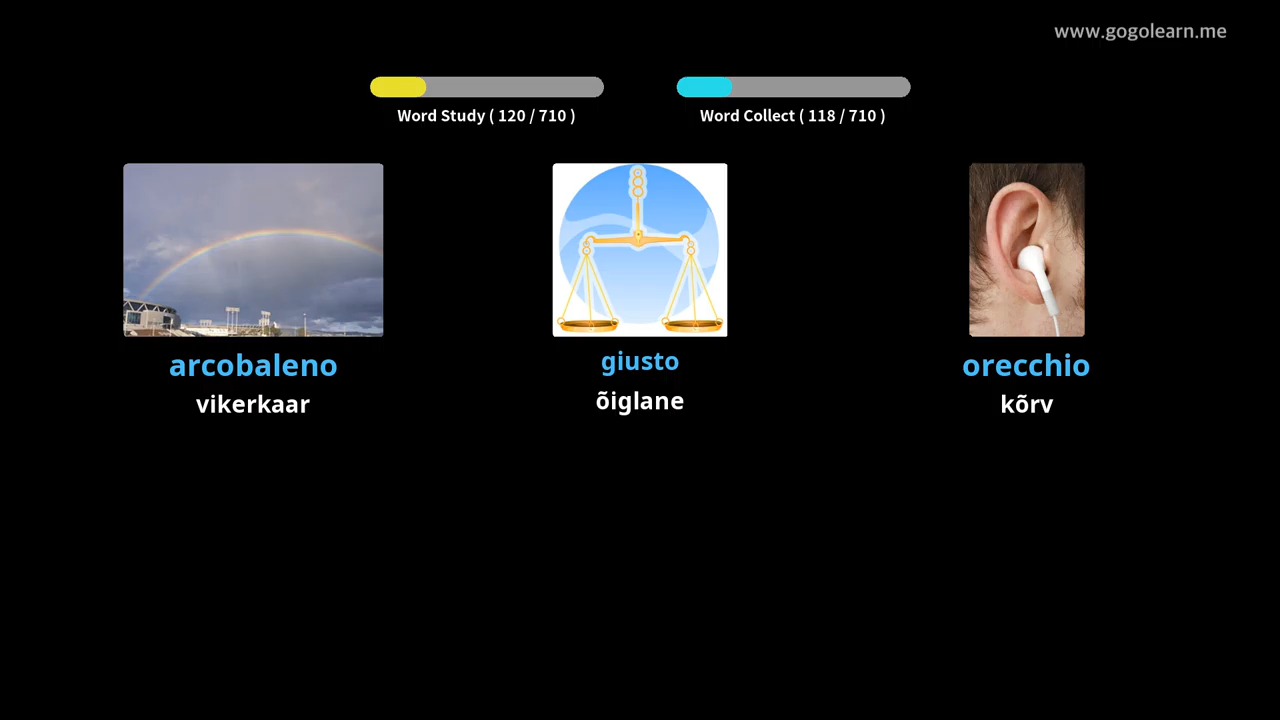 www.gogolearn.me
Word Study ( 120 / 710 )
Word Collect ( 118 / 710 )
arcobaleno
vikerkaar
giusto
õiglane
orecchio
kõrv